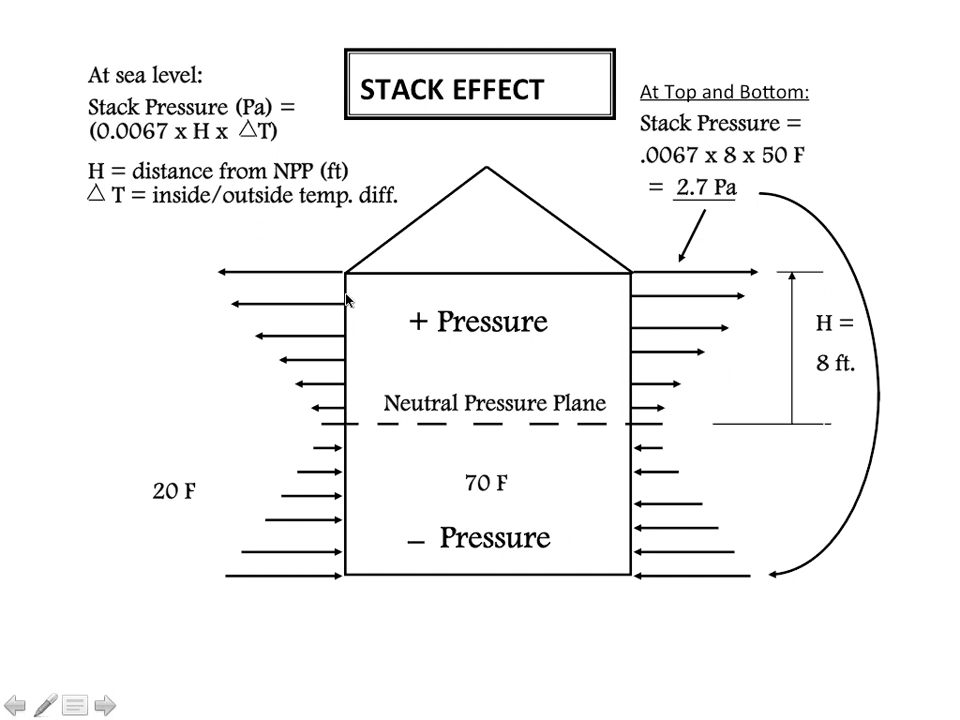 STACK EFFECT
At sea level:
Stack Pressure (Pa) =
(0.0067 x H x △T)
H = distance from NPP (ft)
△ T = inside/outside temp. diff.
At Top and Bottom:
Stack Pressure =
.0067 x 8 x 50 F
= 2.7 Pa
+ Pressure
H =
8 ft.
Neutral Pressure Plane
70 F
20 F
– Pressure